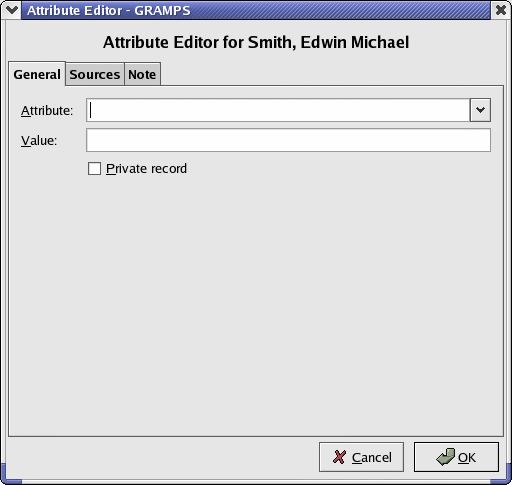 Attribute Editor - GRAMPS
Attribute Editor for Smith, Edwin Michael
General Sources Note
Attribute:
Value:
Private record
Cancel OK